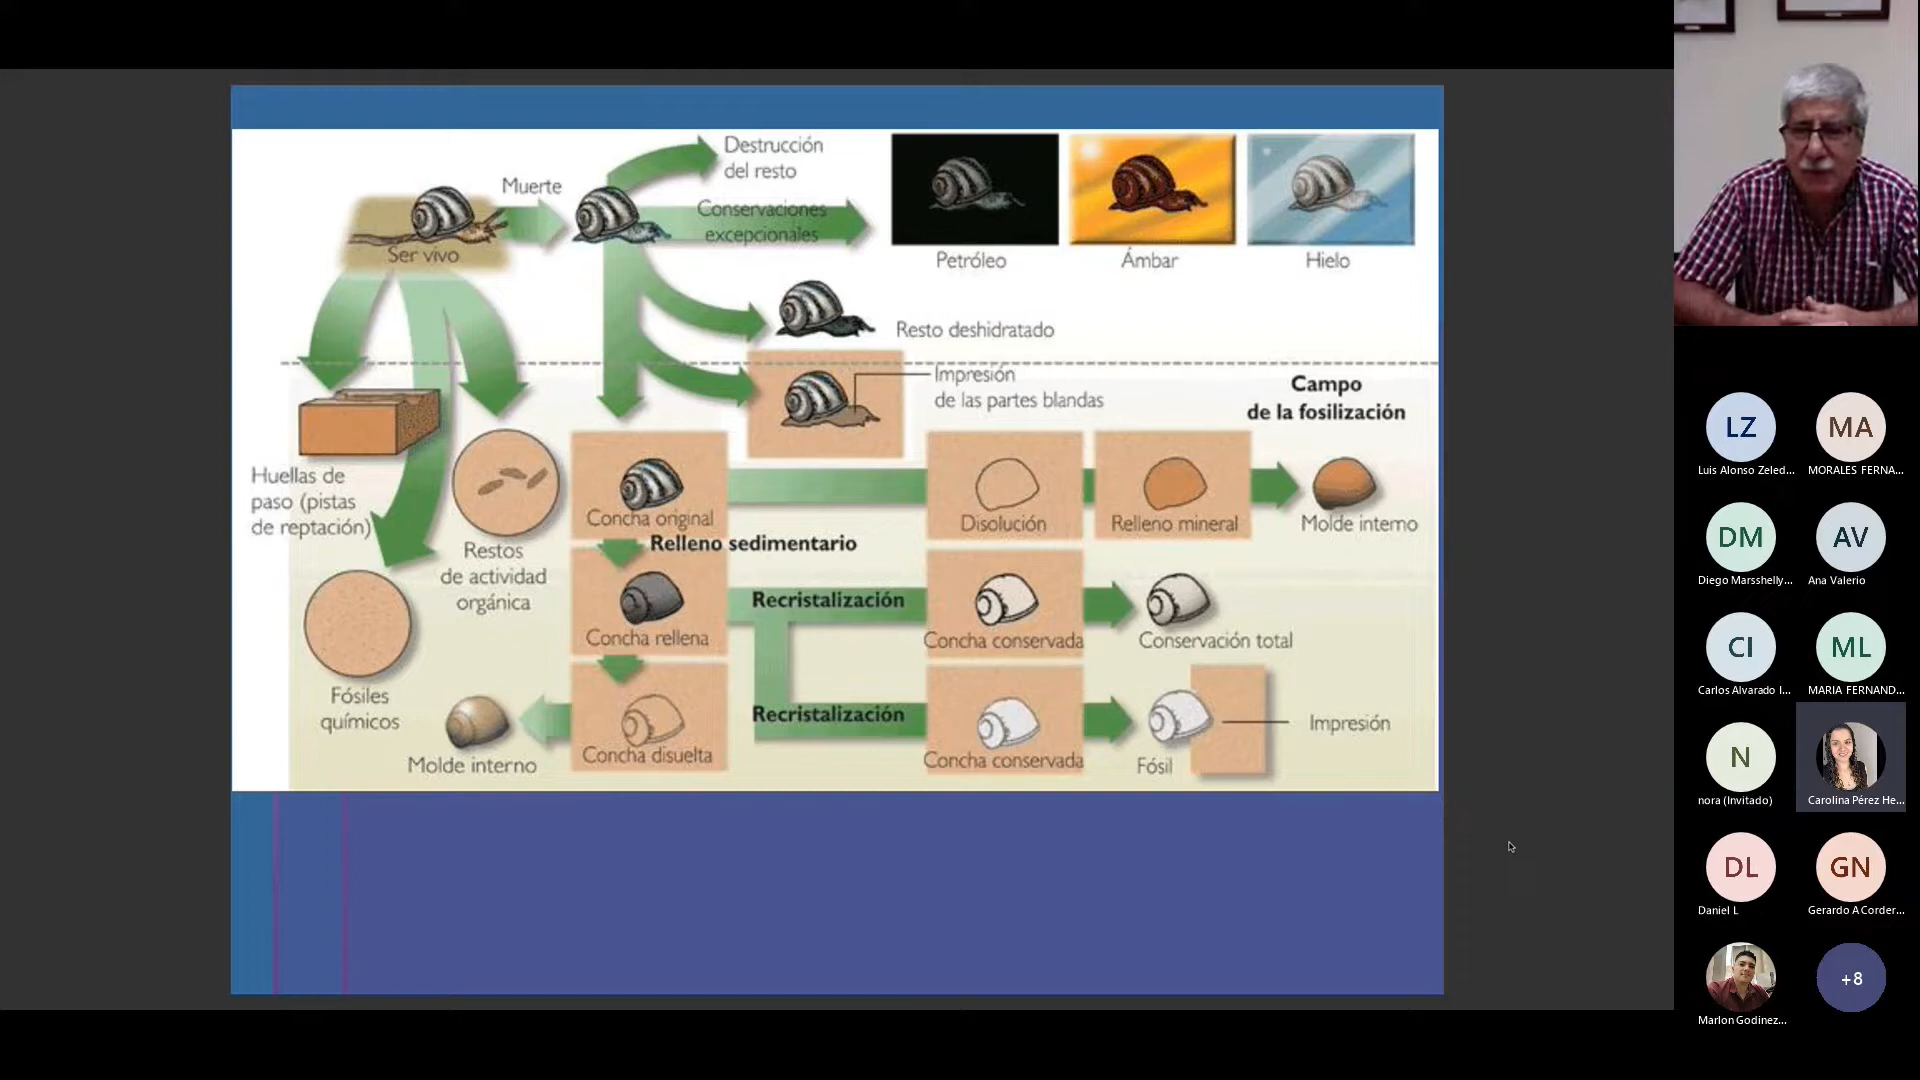 Destrucción
del resto
Muerte
Conservaciones
excepcionales
Ser vivo
Petróleo
Ámbar
Hielo
Resto deshidratado
Impresión
de las partes blandas
Campo
de la fosilización
Huellas de
paso (pistas
de reptación)
Restos
de actividad
orgánica
Concha original
Disolución
Relleno mineral
Molde interno
Relleno sedimentario
Recristalización
Concha rellena
Concha conservada
Conservación total
Fósiles
químicos
Recristalización
Molde interno
Concha disuelta
Concha conservada
Fósil
Impresión
LZ
Luis Alonso Zeled...
MA
MORALES FERNA...
DM
Diego Marsshelly...
AV
Ana Valerio
CI
Carlos Alvarado I...
ML
MARIA FERNAND...
N
nora (Invitado)
Carolina Pérez He...
DL
Daniel L
GN
Gerardo A Corder...
Marlon Godinez...
+8